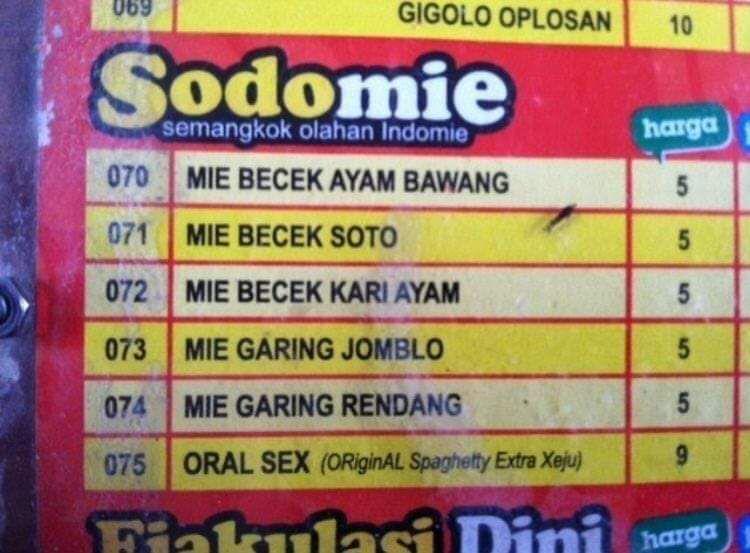 069 GIGOLO OPLOSAN 10
Sodomie
semangkok olahan Indomie
harga
070 MIE BECEK AYAM BAWANG 5
071 MIE BECEK SOTO 5
072 MIE BECEK KARI AYAM 5
073 MIE GARING JOMBLO 5
074 MIE GARING RENDANG 5
075 ORAL SEX (ORiginAL Spaghetty Extra Xeju) 9
Ejakulasi Dini
harga